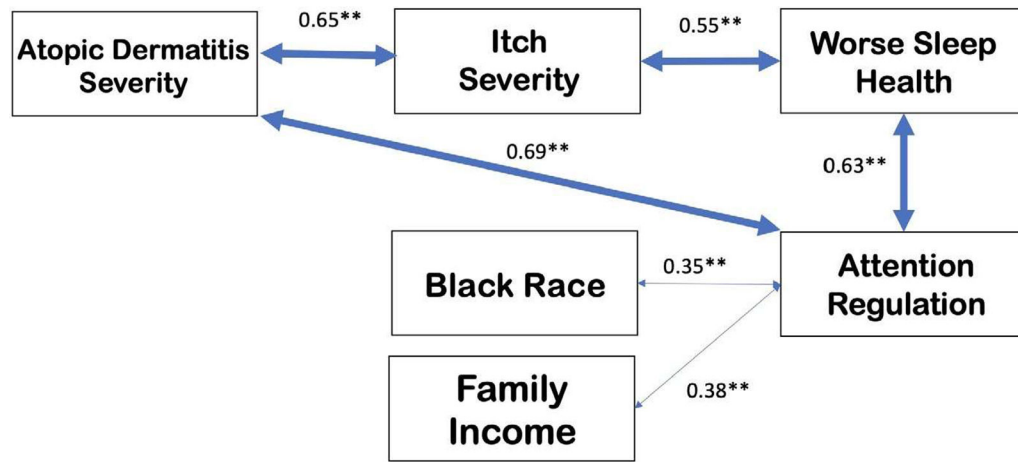 0.65**
0.55**
Atopic Dermatitis
Severity
Itch
Severity
Worse Sleep
Health
0.69**
0.63**
Black Race
0.35**
Attention
Regulation
Family
Income
0.38**